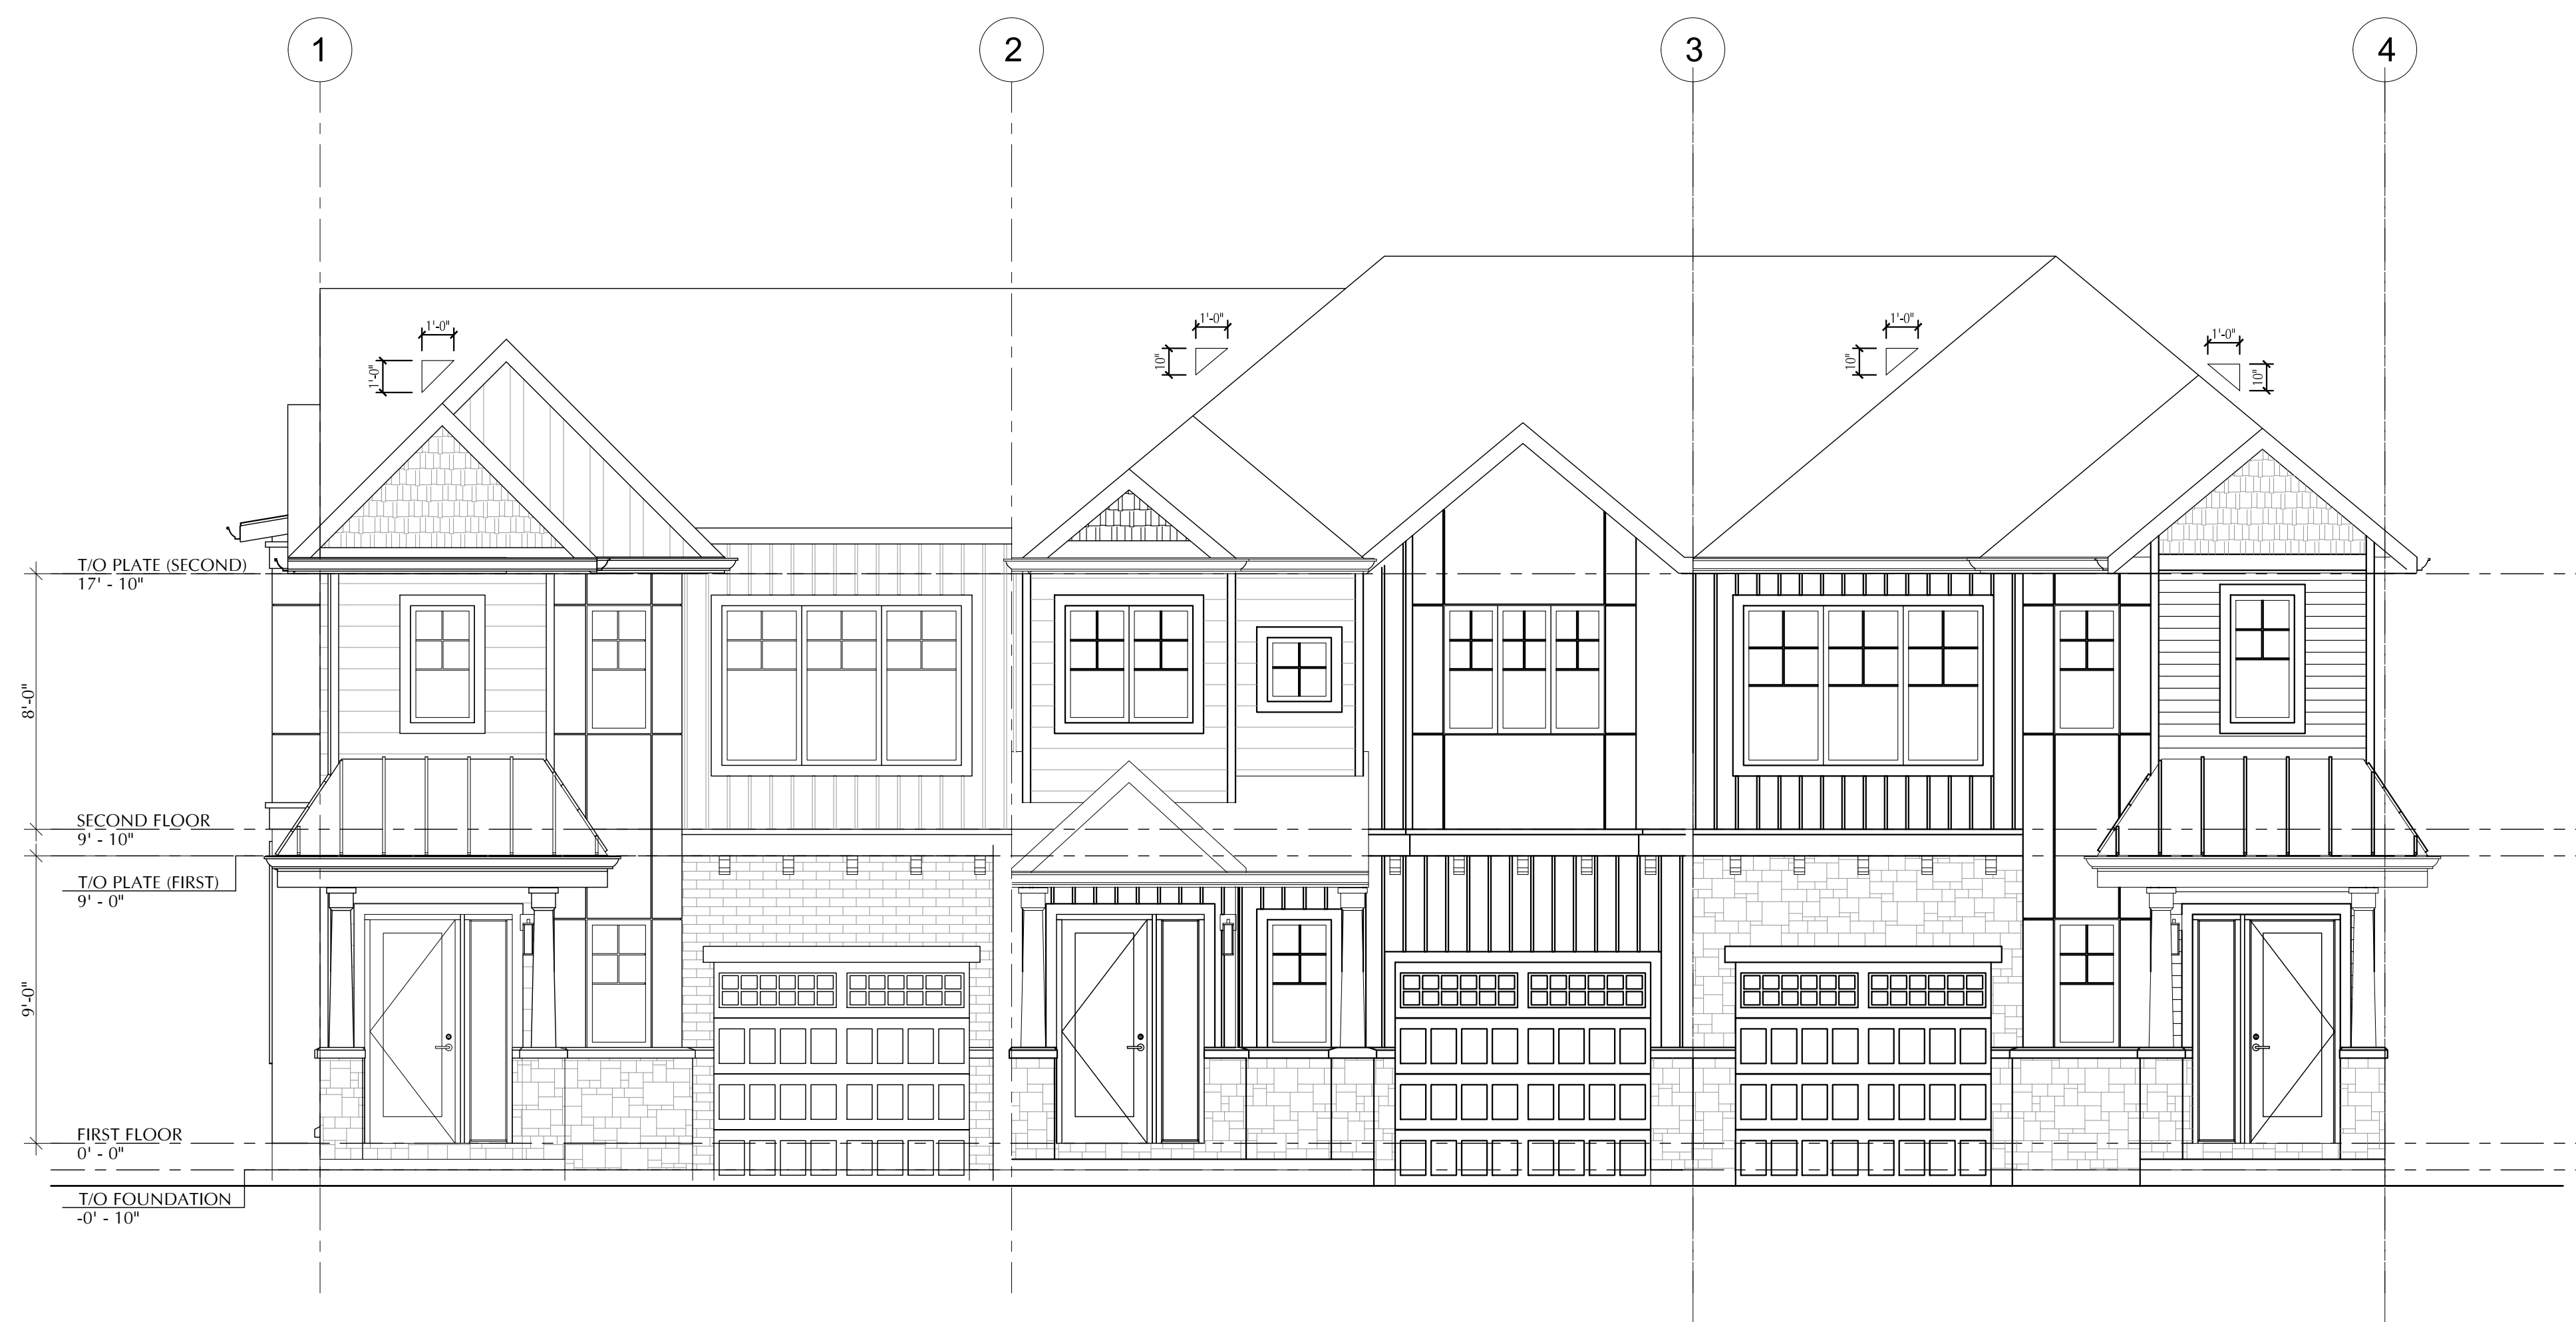 1
2
3
4
1'-0"
1'-0"
1'-0"
10"
1'-0"
10"
1'-0"
10"
T/O PLATE (SECOND)
17' - 10"
8'-0"
SECOND FLOOR
9' - 10"
T/O PLATE (FIRST)
9' - 0"
9'-0"
FIRST FLOOR
0' - 0"
T/O FOUNDATION
-0' - 10"